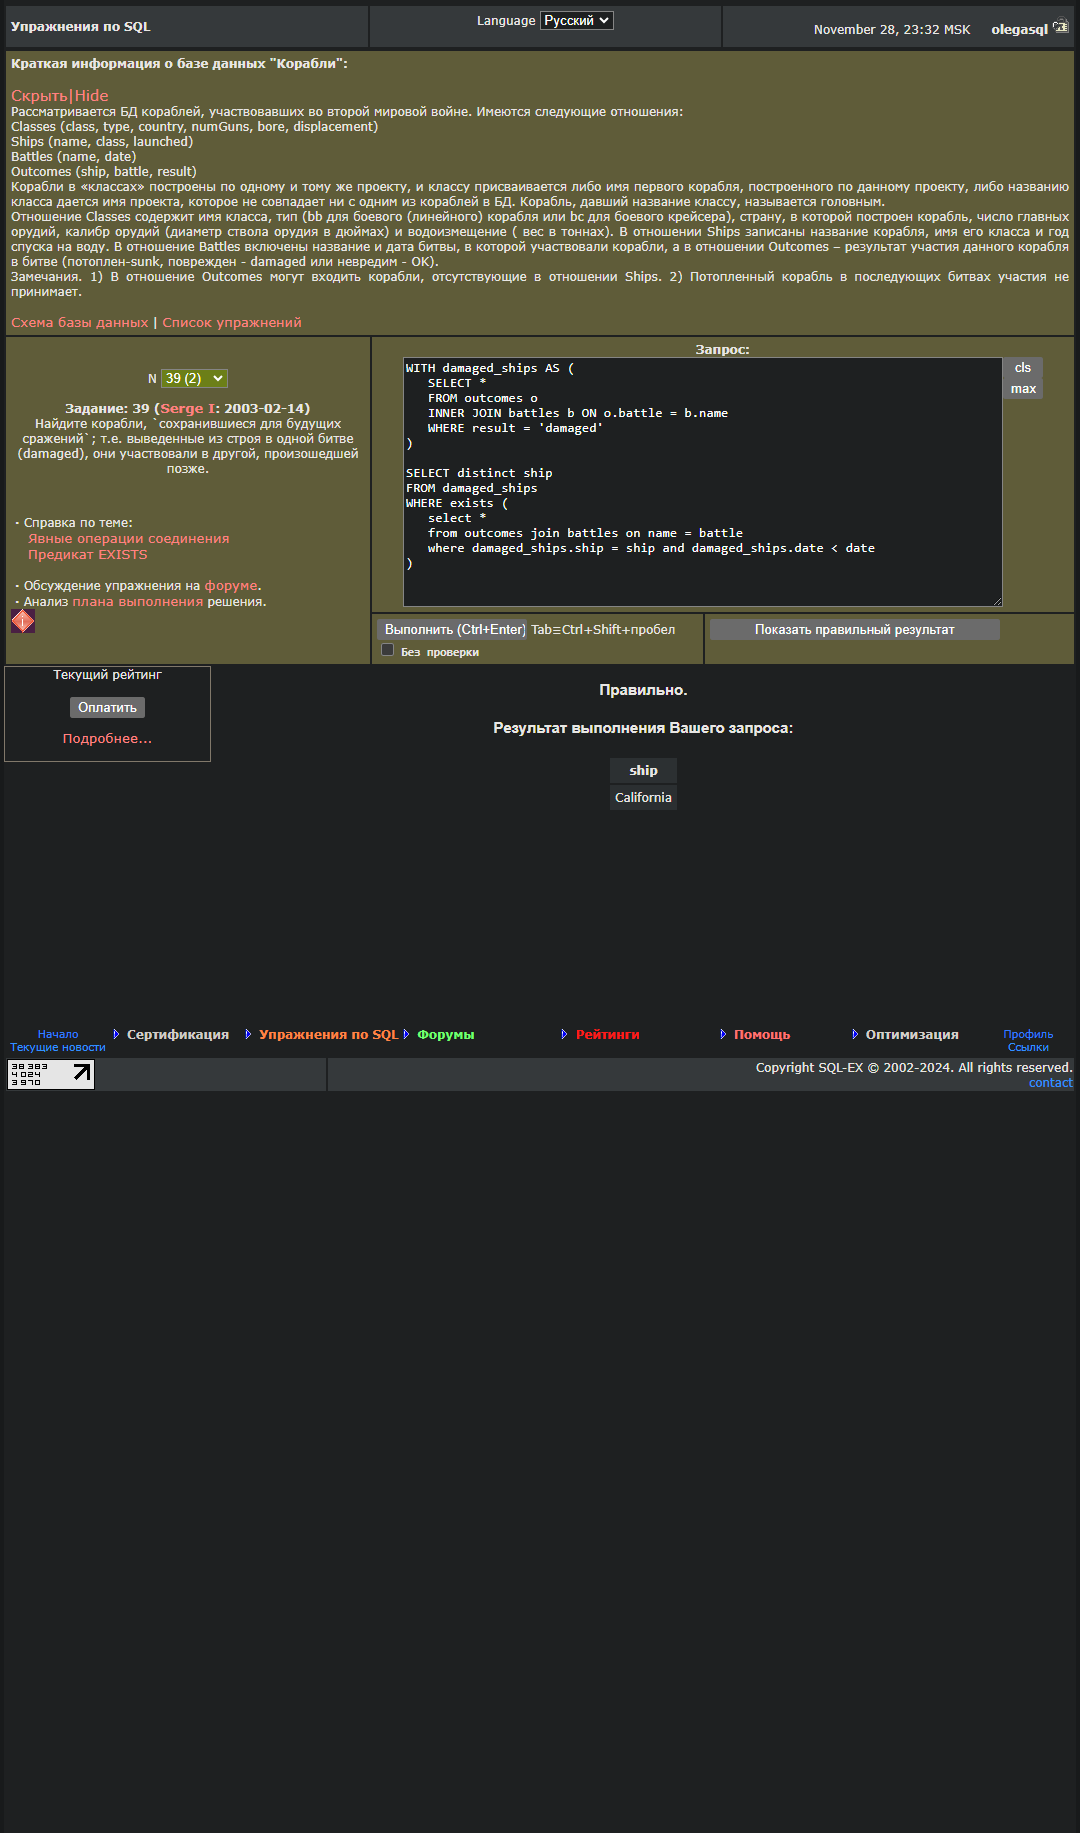 Упражнения по SQL
Language Русский
November 28, 23:32 MSK olegasql
Краткая информация о базе данных "Корабли":
Скрыть|Hide
Рассматривается БД кораблей, участвовавших во второй мировой войне. Имеются следующие отношения:
Classes (class, type, country, numGuns, bore, displacement)
Ships (name, class, launched)
Battles (name, date)
Outcomes (ship, battle, result)
Корабли в «классах» построены по одному и тому же проекту, и классу присваивается либо имя первого корабля, построенного по данному проекту, либо названию
класса дается имя проекта, которое не совпадает ни с одним из кораблей в БД. Корабль, давший название классу, называется головным.
Отношение Classes содержит имя класса, тип (bb для боевого (линейного) корабля или bc для боевого крейсера), страну, в которой построен корабль, число главных
орудий, калибр орудий (диаметр ствола орудия в дюймах) и водоизмещение ( вес в тоннах). В отношении Ships записаны название корабля, имя его класса и год
спуска на воду. В отношение Battles включены название и дата битвы, в которой участвовали корабли, а в отношении Outcomes – результат участия данного корабля
в битве (потоплен-sunk, поврежден - damaged или невредим - OK).
Замечания. 1) В отношение Outcomes могут входить корабли, отсутствующие в отношении Ships. 2) Потопленный корабль в последующих битвах участия не
принимает.
Схема базы данных | Список упражнений
N 39 (2)
Задание: 39 (Serge I: 2003-02-14)
Найдите корабли, `сохранившиеся для будущих
сражений`; т.е. выведенные из строя в одной битве
(damaged), они участвовали в другой, произошедшей
позже.
· Справка по теме:
Явные операции соединения
Предикат EXISTS
· Обсуждение упражнения на форуме.
· Анализ плана выполнения решения.
Запрос:
WITH damaged_ships AS (
SELECT *
FROM outcomes o
INNER JOIN battles b ON o.battle = b.name
WHERE result = 'damaged'
)
SELECT distinct ship
FROM damaged_ships
WHERE exists (
select *
from outcomes join battles on name = battle
where damaged_ships.ship = ship and damaged_ships.date < date
)
cls
max
Выполнить (Ctrl+Enter) Tab≡Ctrl+Shift+пробел
Без проверки
Показать правильный результат
Текущий рейтинг
Оплатить
Подробнее...
Правильно.
Результат выполнения Вашего запроса:
ship
California
Начало
Текущие новости
Сертификация
Упражнения по SQL
Форумы
Рейтинги
Помощь
Оптимизация
Профиль
Ссылки
38 383
4 024
3 970
Copyright SQL-EX © 2002-2024. All rights reserved.
contact